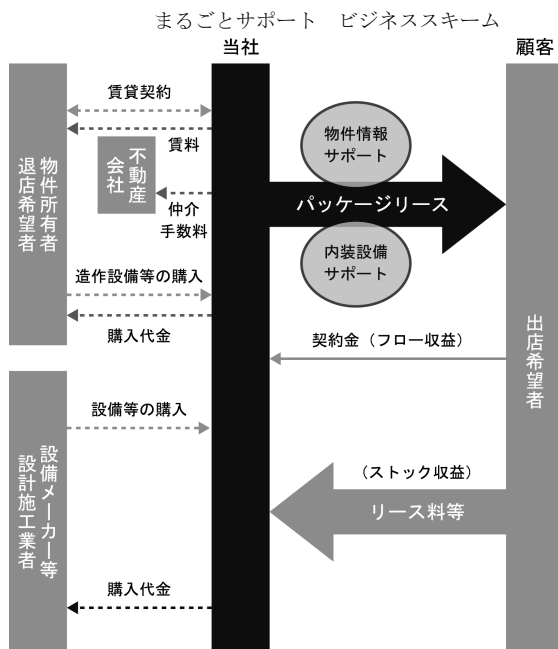 まるごとサポート　ビジネススキーム
当社
顧客
賃貸契約
賃料
不動産
会社
仲介
手数料
物件所有者
退店希望者
造作設備等の購入
購入代金
物件情報
サポート
パッケージリース
内装設備
サポート
契約金（フロー収益）
出店希望者
設備等の購入
設備メーカー等
設計施工業者
（ストック収益）
リース料等
購入代金